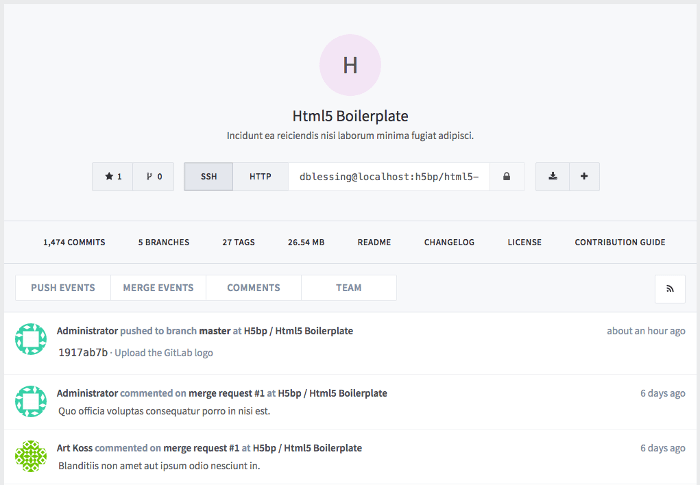 H
Html5 Boilerplate
Incidunt ea reiciendis nisi laborum minima fugiat adipisci.
1 0 SSH HTTP dblessing@localhost:h5bp/html5-
1,474 COMMITS 5 BRANCHES 27 TAGS 26.54 MB README CHANGELOG LICENSE CONTRIBUTION GUIDE
PUSH EVENTS MERGE EVENTS COMMENTS TEAM
Administrator pushed to branch master at H5bp / Html5 Boilerplate about an hour ago
1917ab7b · Upload the GitLab logo
Administrator commented on merge request #1 at H5bp / Html5 Boilerplate 6 days ago
Quo officia voluptas consequatur porro in nisi est.
Art Koss commented on merge request #1 at H5bp / Html5 Boilerplate 6 days ago
Blanditiis non amet aut ipsum odio nesciunt in.